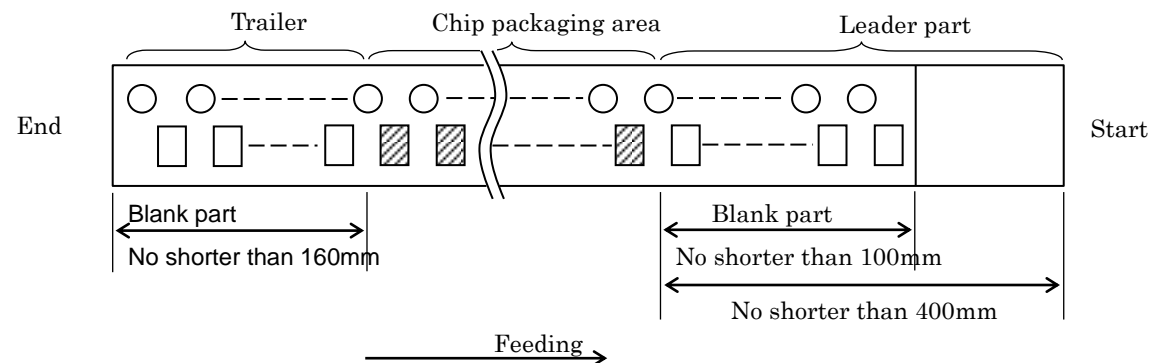 Trailer
Chip packaging area
Leader part
End
Start
Blank part
No shorter than 160mm
Blank part
No shorter than 100mm
No shorter than 400mm
Feeding